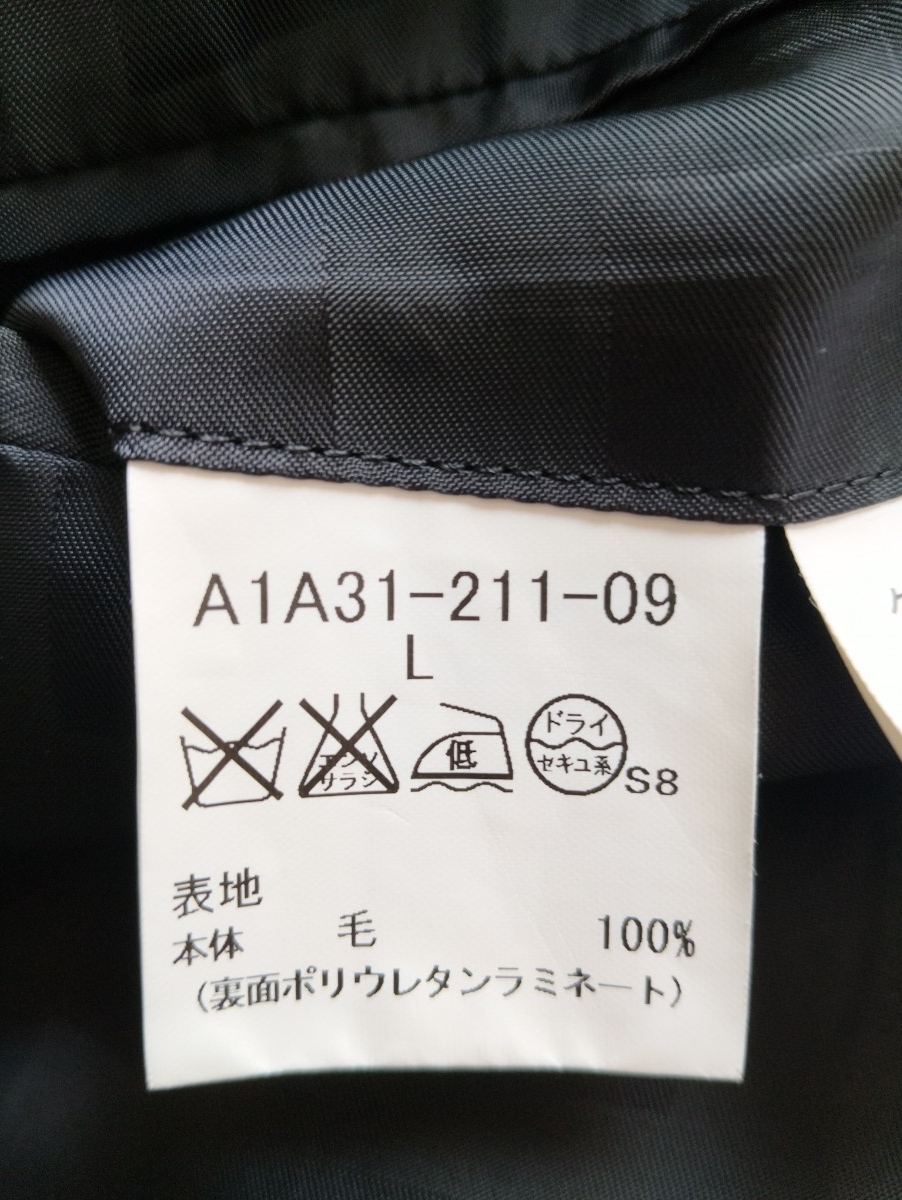 A1A31-211-09
L
エンソ
サラシ
低
ドライ
セキユ系
S8
表地
本体 毛 100%
(裏面ポリウレタンラミネート)